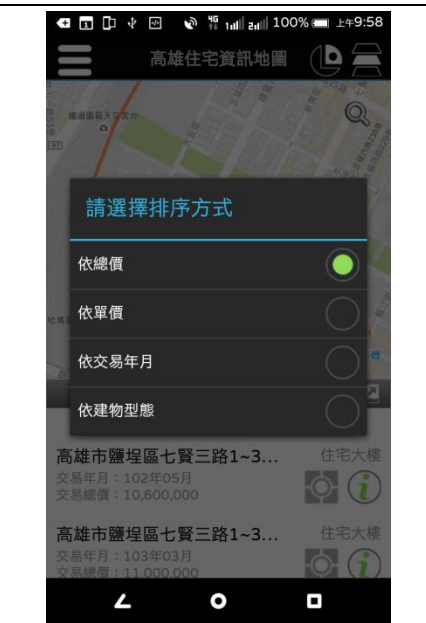 4G 1 2 100% 上午9:58
高雄住宅資訊地圖
請選擇排序方式
依總價
依單價
依交易年月
依建物型態
高雄市鹽埕區七賢三路1~3... 住宅大樓
交易年月：102年05月
交易總價：10,600,000
高雄市鹽埕區七賢三路1~3... 住宅大樓
交易年月：103年03月
交易總價：11,000,000